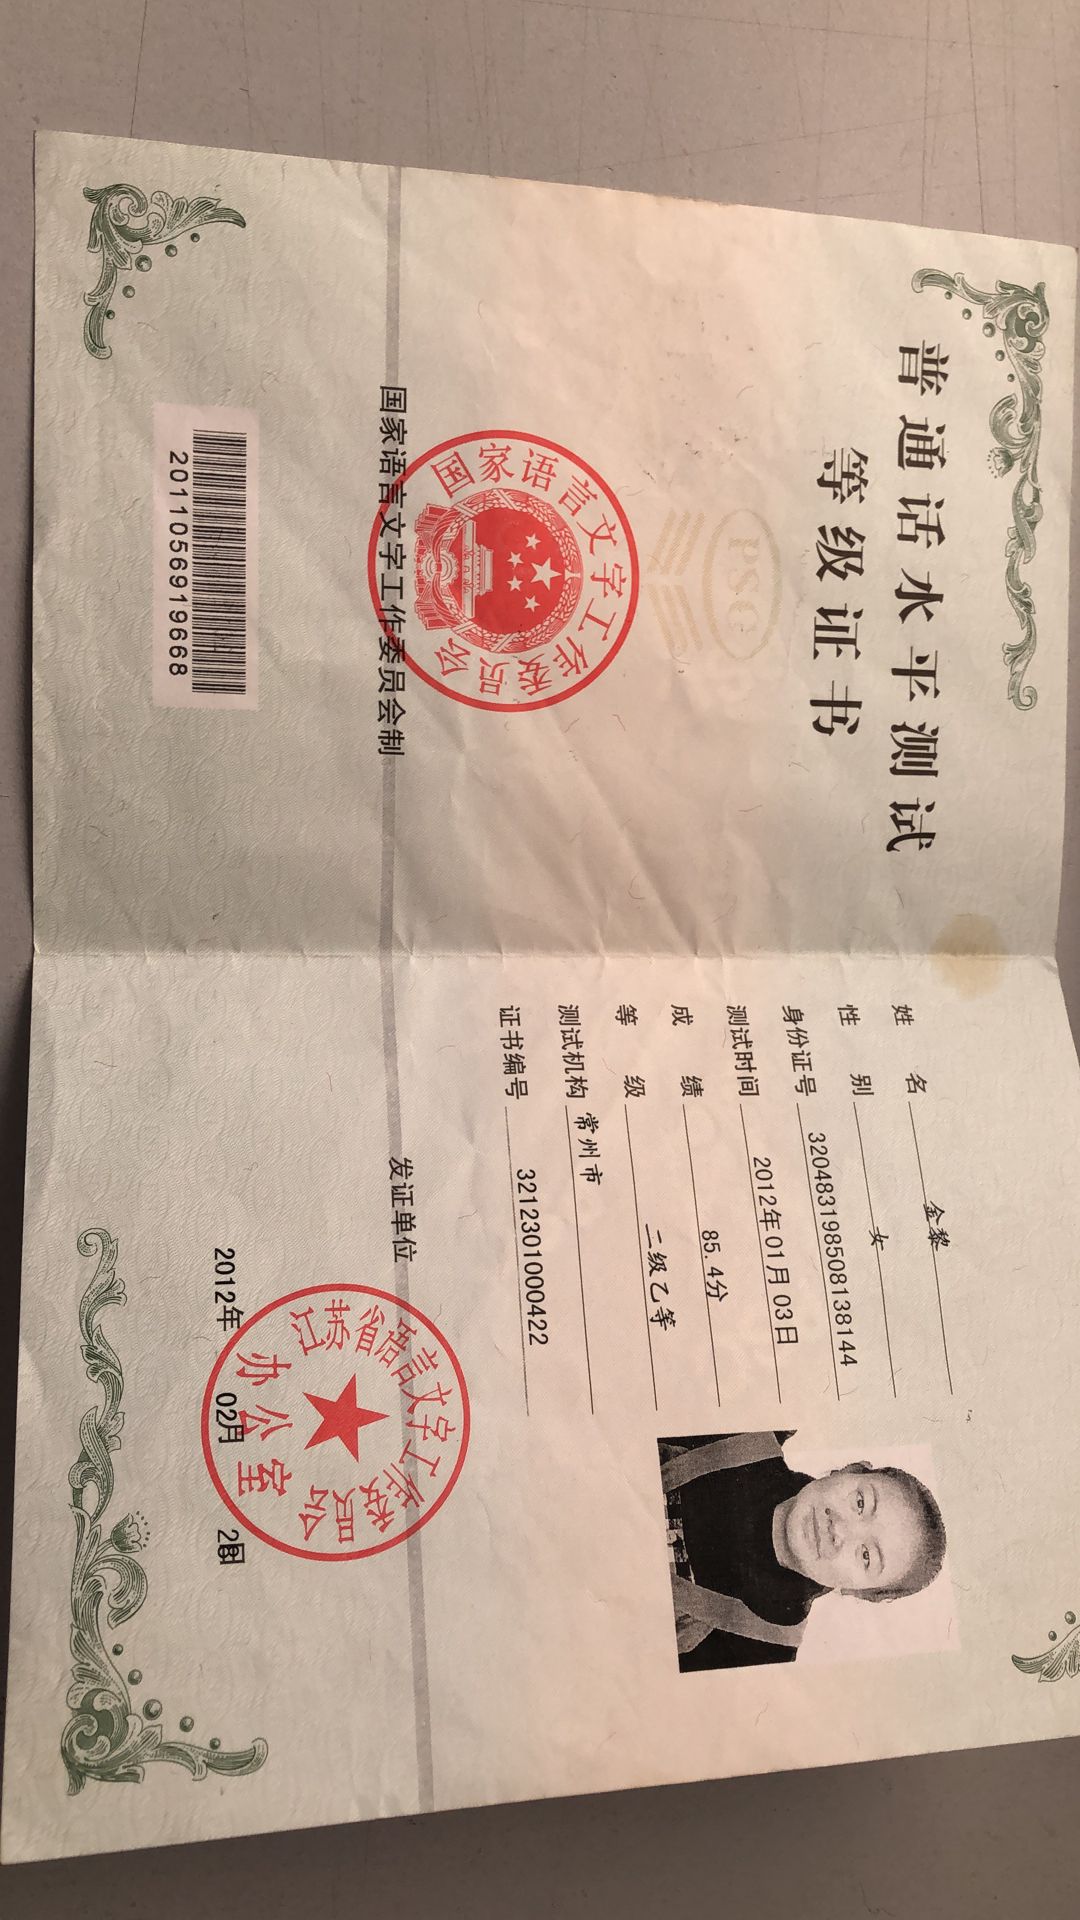 普通话水平测试
等级证书
PSC
国家语言文字工作委员会
国家语言文字工作委员会制
201105691​9668
姓名 金黎
性别 女
身份证号 320483198508138144
测试时间 2012年01月03日
成绩 85.4分
等级 二级乙等
测试机构 常州市
证书编号 3212301000422
发证单位
江苏省语言文字工作委员会
办公室
2012年 02月 2日